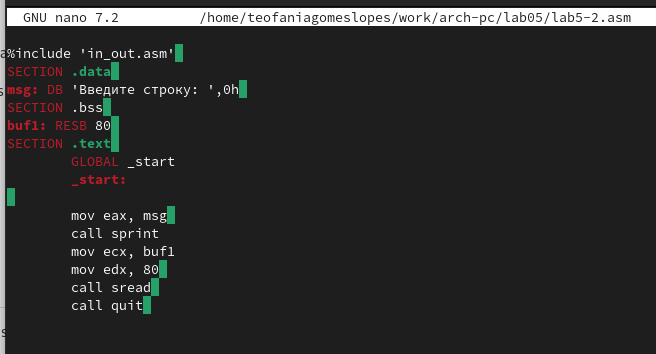 GNU nano 7.2 /home/teofaniagomeslopes/work/arch-pc/lab05/lab5-2.asm
%include 'in_out.asm'
SECTION .data
msg: DB 'Введите строку: ',0h
SECTION .bss
buf1: RESB 80
SECTION .text
GLOBAL _start
_start:
mov eax, msg
call sprint
mov ecx, buf1
mov edx, 80
call sread
call quit